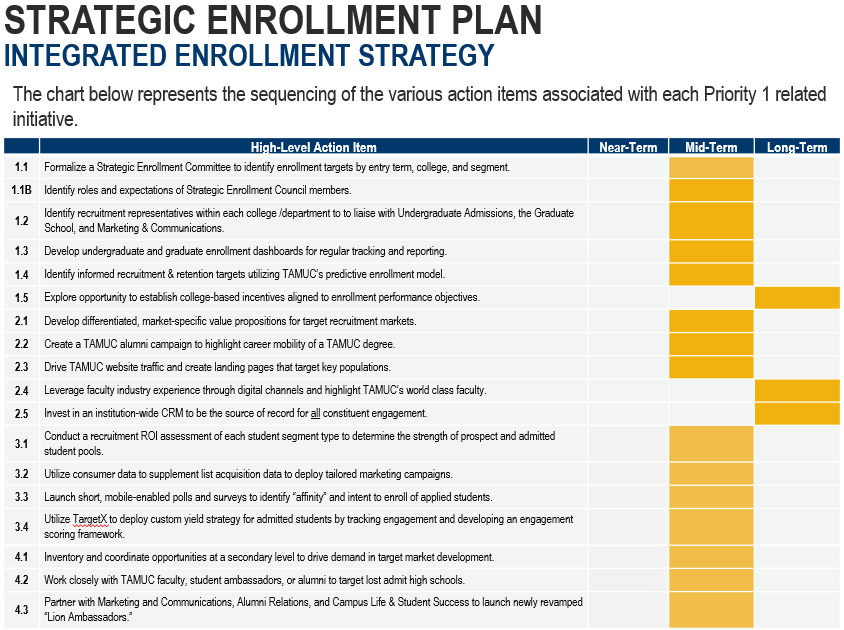 STRATEGIC ENROLLMENT PLAN
INTEGRATED ENROLLMENT STRATEGY
The chart below represents the sequencing of the various action items associated with each Priority 1 related
initiative.
High-Level Action Item Near-Term Mid-Term Long-Term
1.1 Formalize a Strategic Enrollment Committee to identify enrollment targets by entry term, college, and segment.
1.1B Identify roles and expectations of Strategic Enrollment Council members.
1.2 Identify recruitment representatives within each college /department to to liaise with Undergraduate Admissions, the Graduate
School, and Marketing & Communications.
1.3 Develop undergraduate and graduate enrollment dashboards for regular tracking and reporting.
1.4 Identify informed recruitment & retention targets utilizing TAMUC's predictive enrollment model.
1.5 Explore opportunity to establish college-based incentives aligned to enrollment performance objectives.
2.1 Develop differentiated, market-specific value propositions for target recruitment markets.
2.2 Create a TAMUC alumni campaign to highlight career mobility of a TAMUC degree.
2.3 Drive TAMUC website traffic and create landing pages that target key populations.
2.4 Leverage faculty industry experience through digital channels and highlight TAMUC's world class faculty.
2.5 Invest in an institution-wide CRM to be the source of record for all constituent engagement.
3.1 Conduct a recruitment ROI assessment of each student segment type to determine the strength of prospect and admitted
student pools.
3.2 Utilize consumer data to supplement list acquisition data to deploy tailored marketing campaigns.
3.3 Launch short, mobile-enabled polls and surveys to identify “affinity” and intent to enroll of applied students.
3.4 Utilize TargetX to deploy custom yield strategy for admitted students by tracking engagement and developing an engagement
scoring framework.
4.1 Inventory and coordinate opportunities at a secondary level to drive demand in target market development.
4.2 Work closely with TAMUC faculty, student ambassadors, or alumni to target lost admit high schools.
4.3 Partner with Marketing and Communications, Alumni Relations, and Campus Life & Student Success to launch newly revamped
“Lion Ambassadors.”